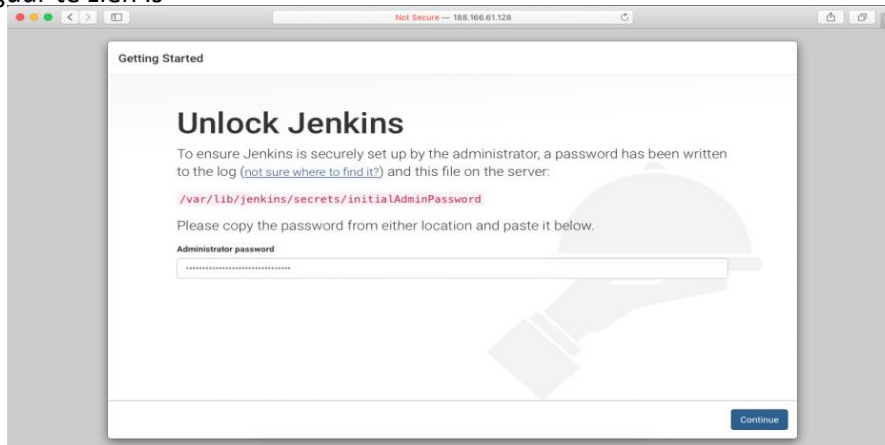 te zien is
Not Secure — 188.166.61.128
Getting Started
Unlock Jenkins
To ensure Jenkins is securely set up by the administrator, a password has been written
to the log (not sure where to find it?) and this file on the server:
/var/lib/jenkins/secrets/initialAdminPassword
Please copy the password from either location and paste it below.
Administrator password
Continue